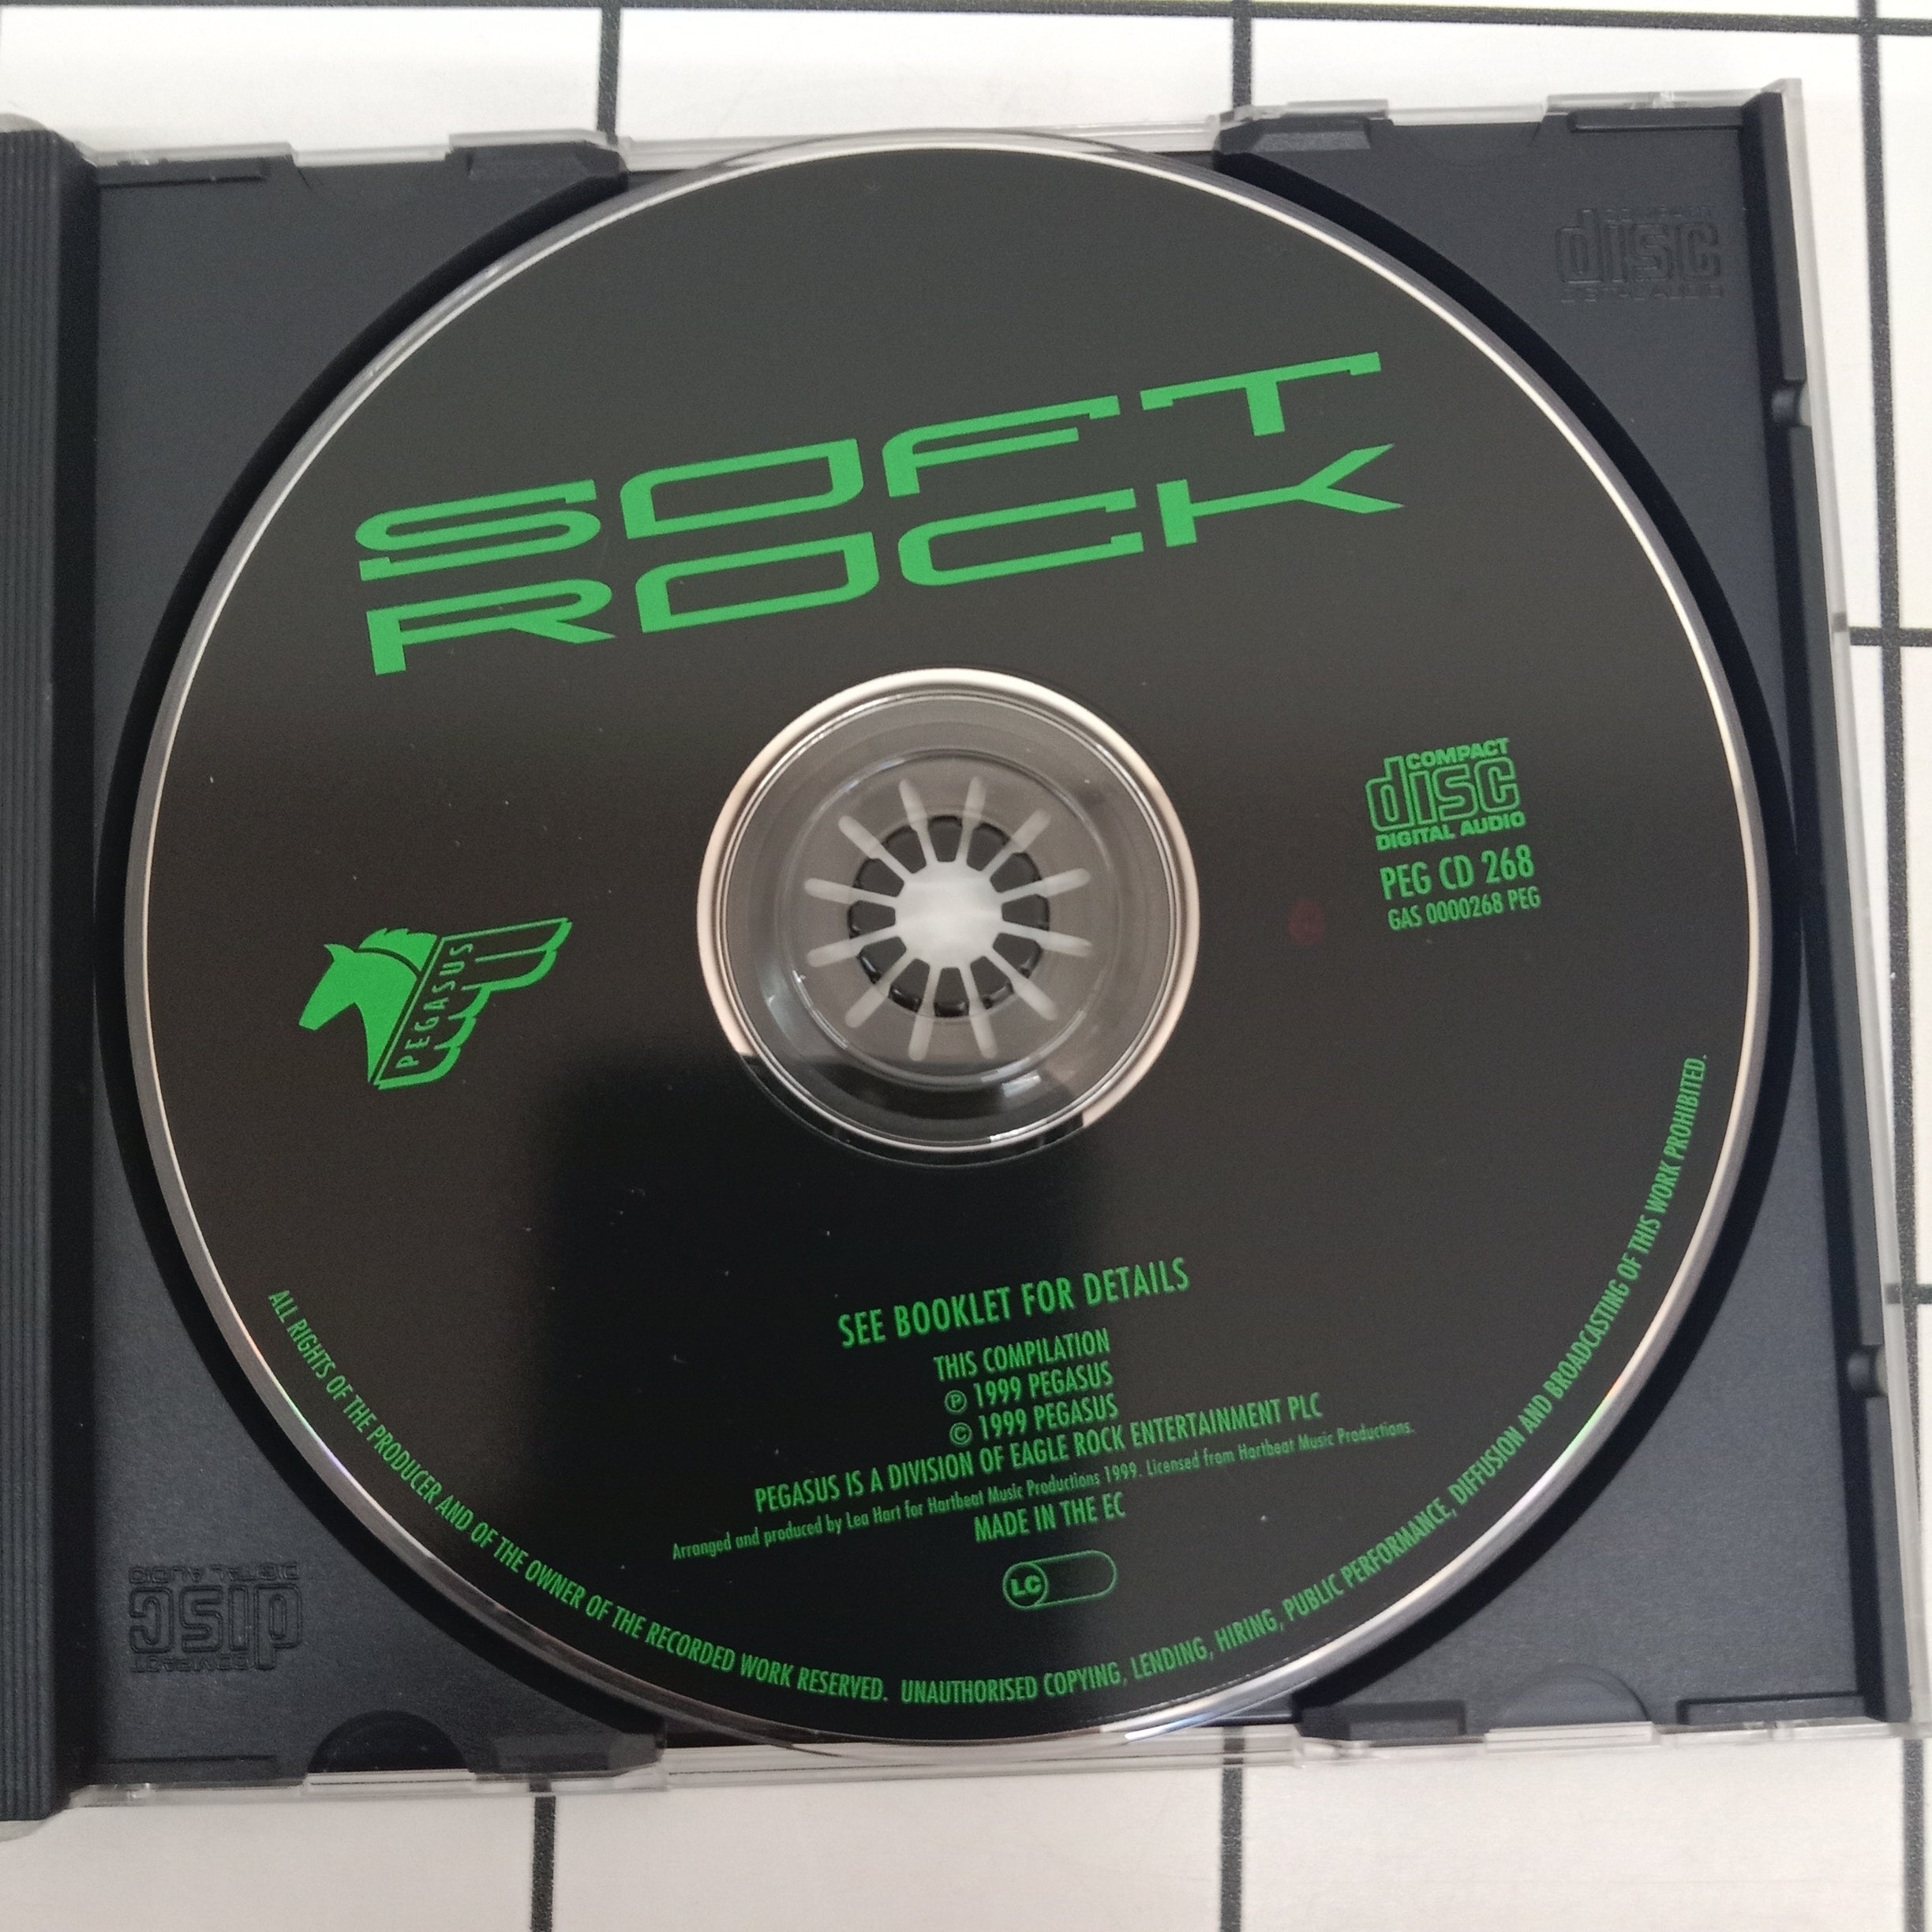 SOFT
ROCK
COMPACT
disc
DIGITAL AUDIO
PEG CD 268
GAS 0000268 PEG
PEGASUS
SEE BOOKLET FOR DETAILS
THIS COMPILATION
℗ 1999 PEGASUS
© 1999 PEGASUS
PEGASUS IS A DIVISION OF EAGLE ROCK ENTERTAINMENT PLC
Arranged and produced by Lea Hart for Hartbeat Music Productions 1999. Licensed from Hartbeat Music Productions.
MADE IN THE EC
LC
ALL RIGHTS OF THE PRODUCER AND OF THE OWNER OF THE RECORDED WORK RESERVED. UNAUTHORISED COPYING, LENDING, HIRING, PUBLIC PERFORMANCE, DIFFUSION AND BROADCASTING OF THIS WORK PROHIBITED.
COMPACT
disc
DIGITAL AUDIO
COMPACT
disc
DIGITAL AUDIO